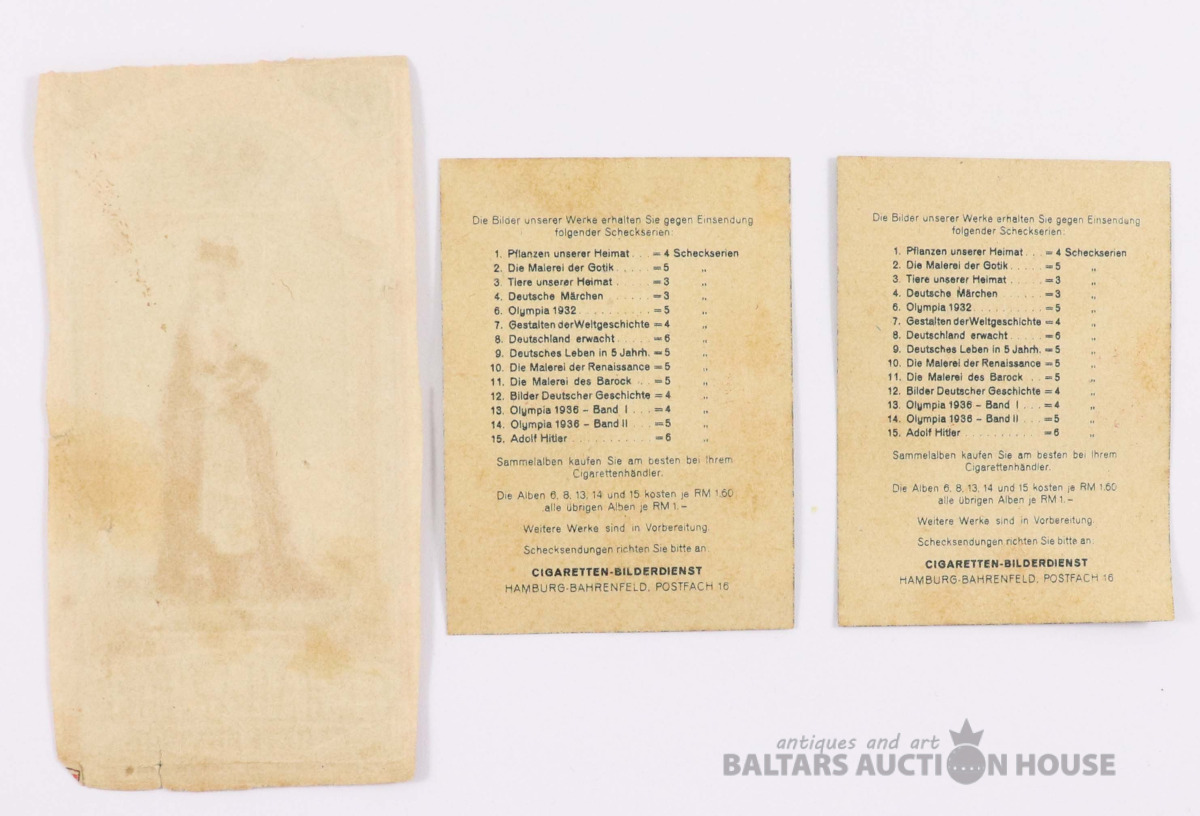 Die Bilder unserer Werke erhalten Sie gegen Einsendung
folgender Scheckserien:
1. Pflanzen unserer Heimat . . . = 4 Scheckserien
2. Die Malerei der Gotik . . . . . = 5 „
3. Tiere unserer Heimat . . . . . = 3 „
4. Deutsche Märchen . . . . . . = 3 „
6. Olympia 1932 . . . . . . . . . = 5 „
7. Gestalten der Weltgeschichte = 4 „
8. Deutschland erwacht . . . . = 6 „
9. Deutsches Leben in 5 Jahrh. = 5 „
10. Die Malerei der Renaissance = 5 „
11. Die Malerei des Barock . . . = 5 „
12. Bilder Deutscher Geschichte = 4 „
13. Olympia 1936 – Band I . . . = 4 „
14. Olympia 1936 – Band II . . . = 5 „
15. Adolf Hitler . . . . . . . . . . = 6 „
Sammelalben kaufen Sie am besten bei Ihrem
Cigarettenhändler.
Die Alben 6, 8, 13, 14 und 15 kosten je RM 1.60
alle übrigen Alben je RM 1.–
Weitere Werke sind in Vorbereitung.
Schecksendungen richten Sie bitte an:
CIGARETTEN-BILDERDIENST
HAMBURG-BAHRENFELD, POSTFACH 16
Die Bilder unserer Werke erhalten Sie gegen Einsendung
folgender Scheckserien:
1. Pflanzen unserer Heimat . . . = 4 Scheckserien
2. Die Malerei der Gotik . . . . . = 5 „
3. Tiere unserer Heimat . . . . . = 3 „
4. Deutsche Märchen . . . . . . = 3 „
6. Olympia 1932 . . . . . . . . . = 5 „
7. Gestalten der Weltgeschichte = 4 „
8. Deutschland erwacht . . . . = 6 „
9. Deutsches Leben in 5 Jahrh. = 5 „
10. Die Malerei der Renaissance = 5 „
11. Die Malerei des Barock . . . = 5 „
12. Bilder Deutscher Geschichte = 4 „
13. Olympia 1936 – Band I . . . = 4 „
14. Olympia 1936 – Band II . . . = 5 „
15. Adolf Hitler . . . . . . . . . . = 6 „
Sammelalben kaufen Sie am besten bei Ihrem
Cigarettenhändler.
Die Alben 6, 8, 13, 14 und 15 kosten je RM 1.60
alle übrigen Alben je RM 1.–
Weitere Werke sind in Vorbereitung.
Schecksendungen richten Sie bitte an:
CIGARETTEN-BILDERDIENST
HAMBURG-BAHRENFELD, POSTFACH 16
antiques and art
BALTARS AUCTION HOUSE